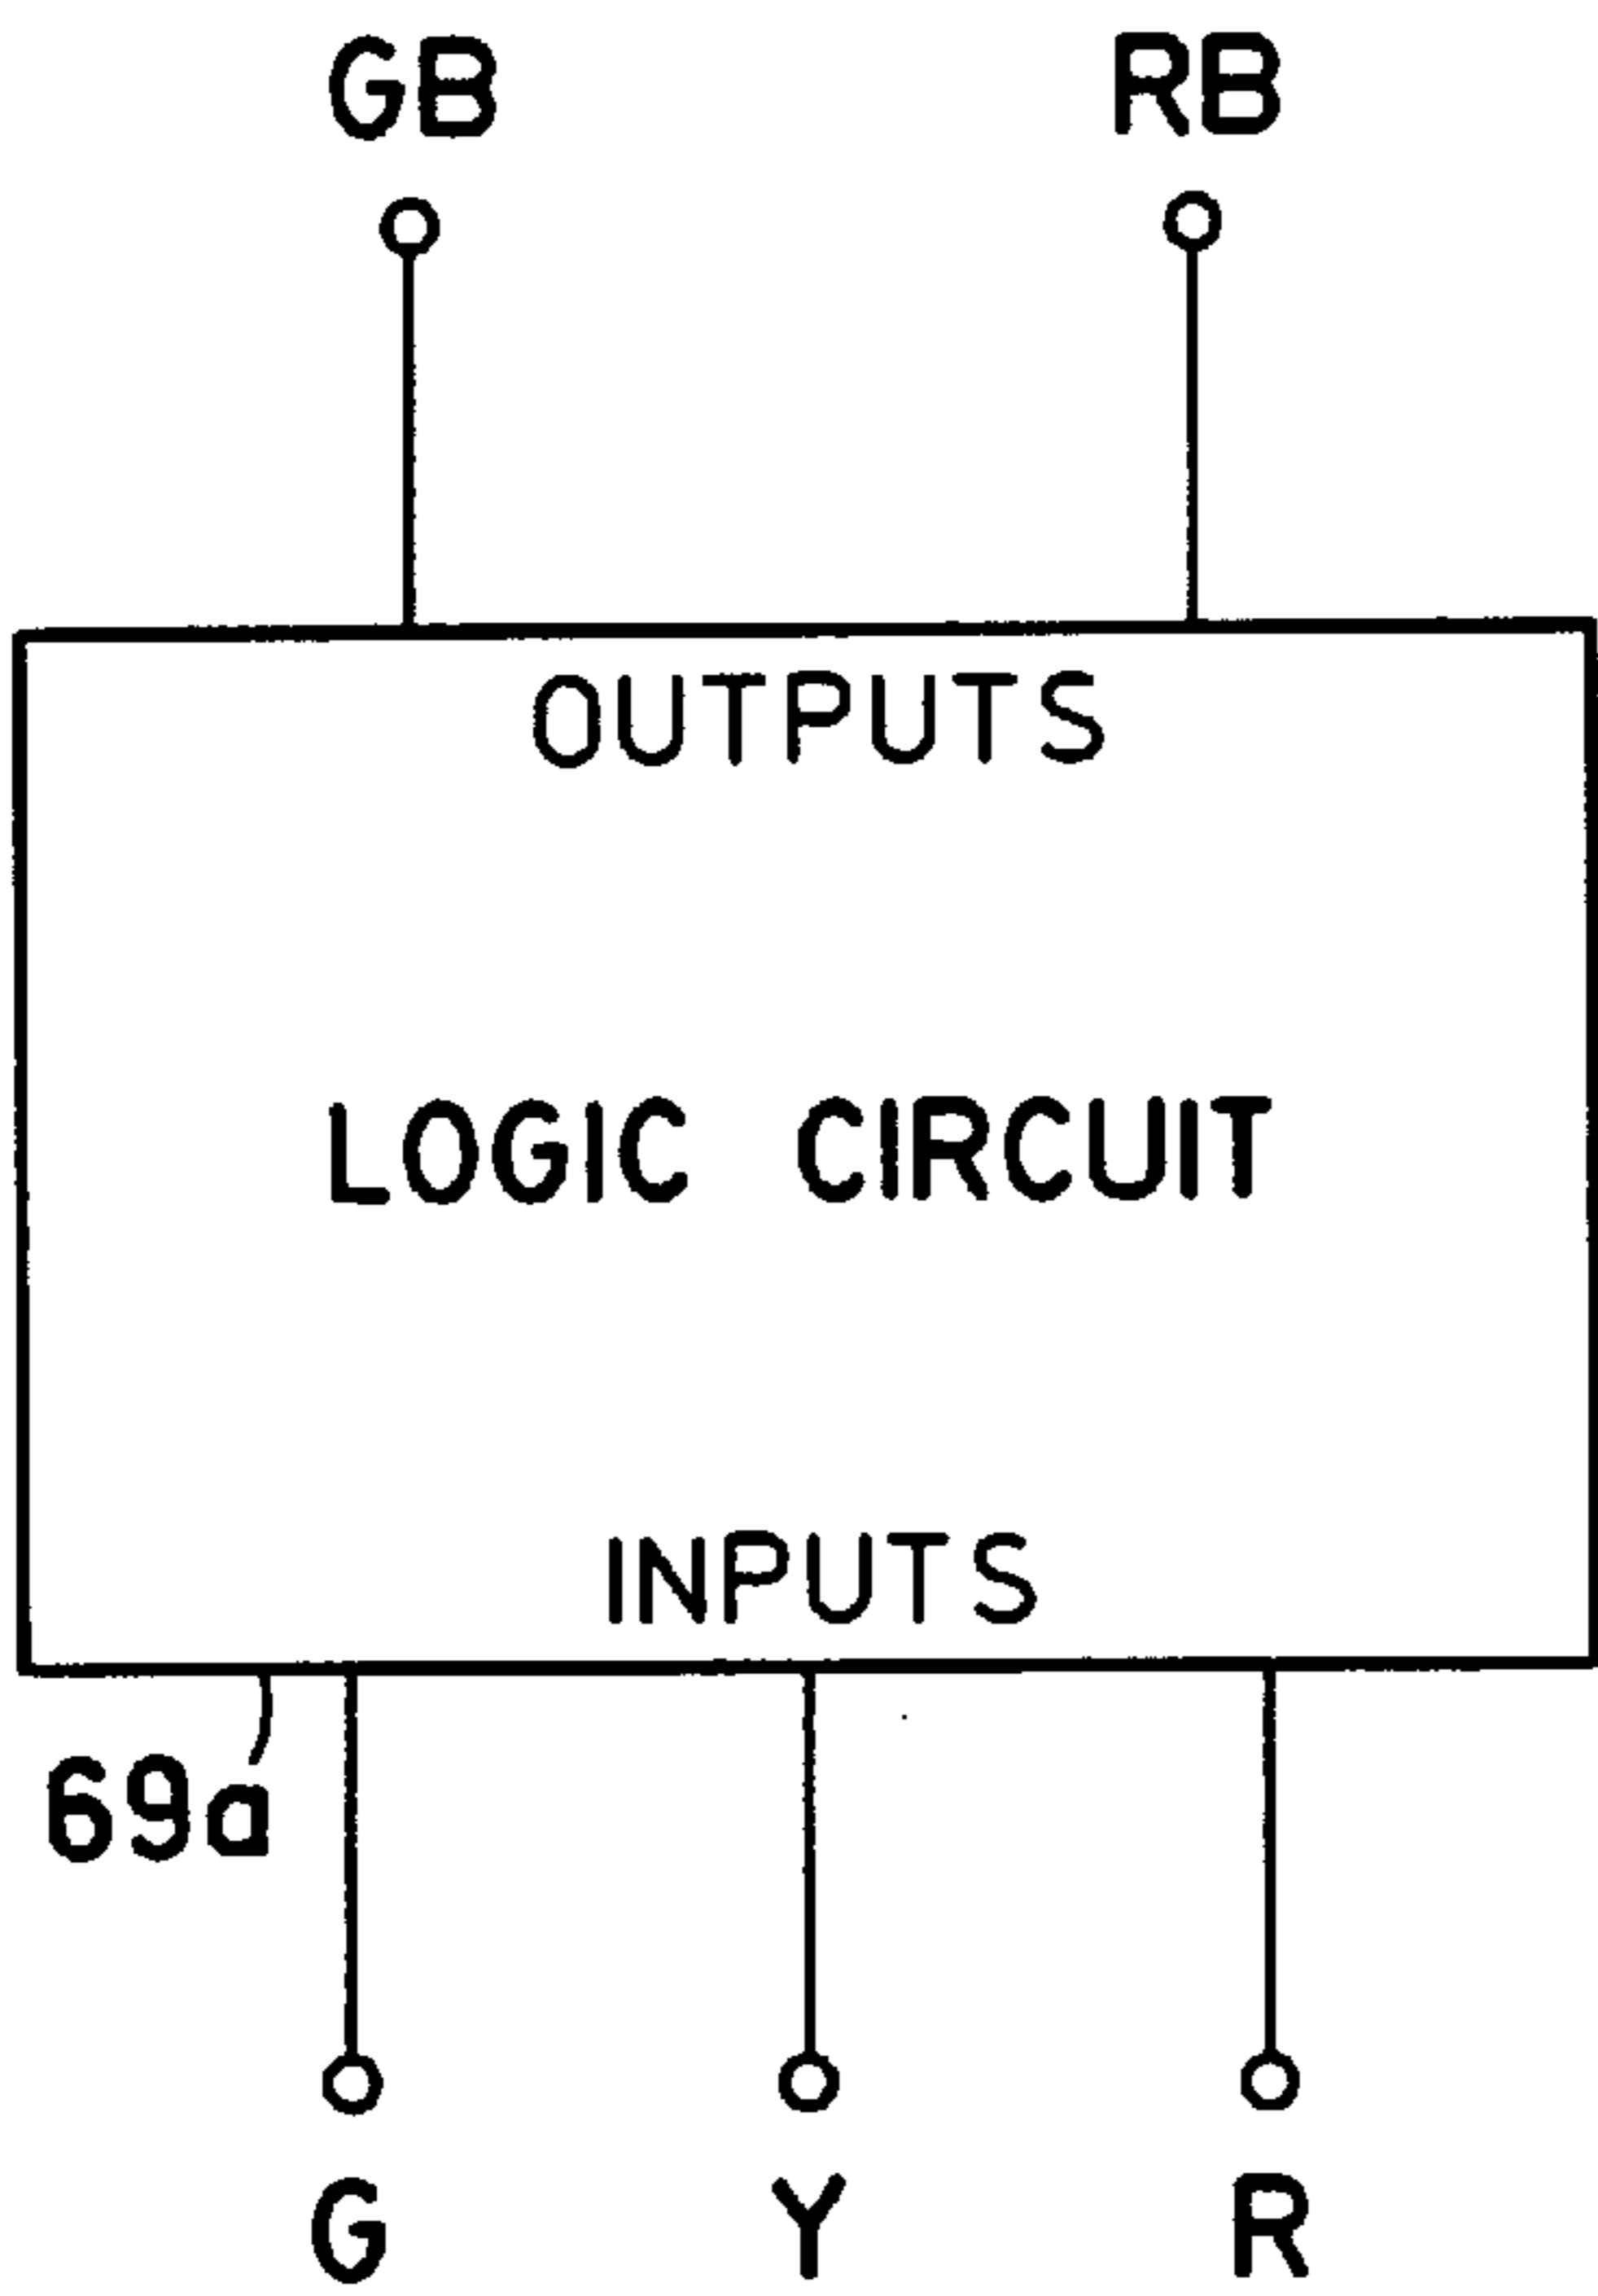 GB RB
OUTPUTS
LOGIC CIRCUIT
INPUTS
69a
G Y R